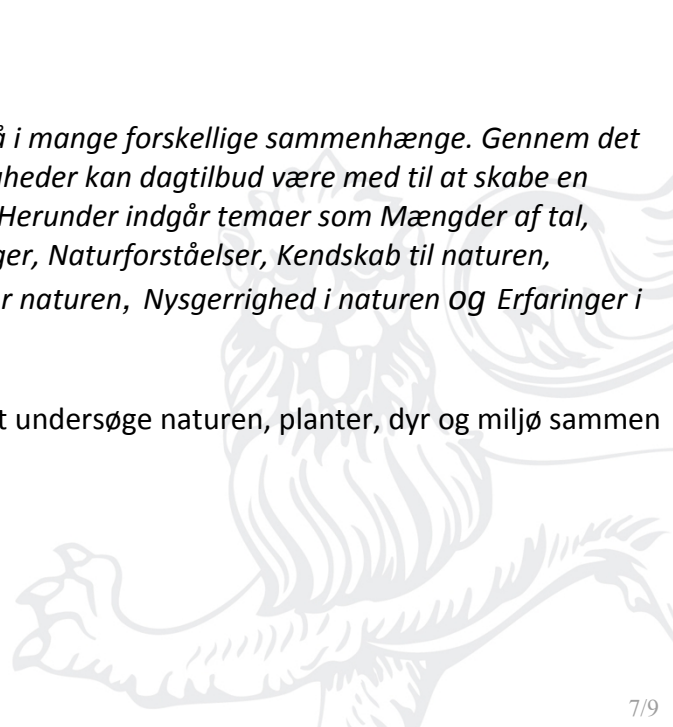 å i mange forskellige sammenhænge. Gennem det
gheder kan dagtilbud være med til at skabe en
Herunder indgår temaer som Mængder af tal,
ger, Naturforståelser, Kendskab til naturen,
r naturen, Nysgerrighed i naturen og Erfaringer i
t undersøge naturen, planter, dyr og miljø sammen
7/9